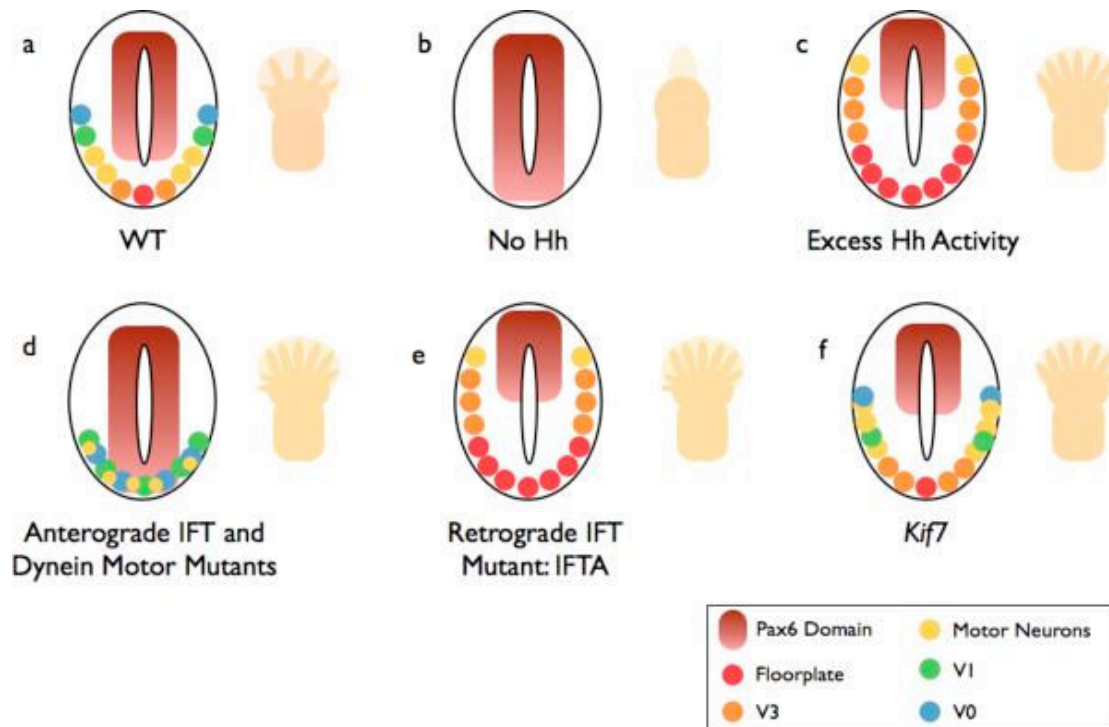 a
WT
b
No Hh
c
Excess Hh Activity
d
Anterograde IFT and
Dynein Motor Mutants
e
Retrograde IFT
Mutant: IFTA
f
Kif7
Pax6 Domain
Floorplate
V3
Motor Neurons
V1
V0